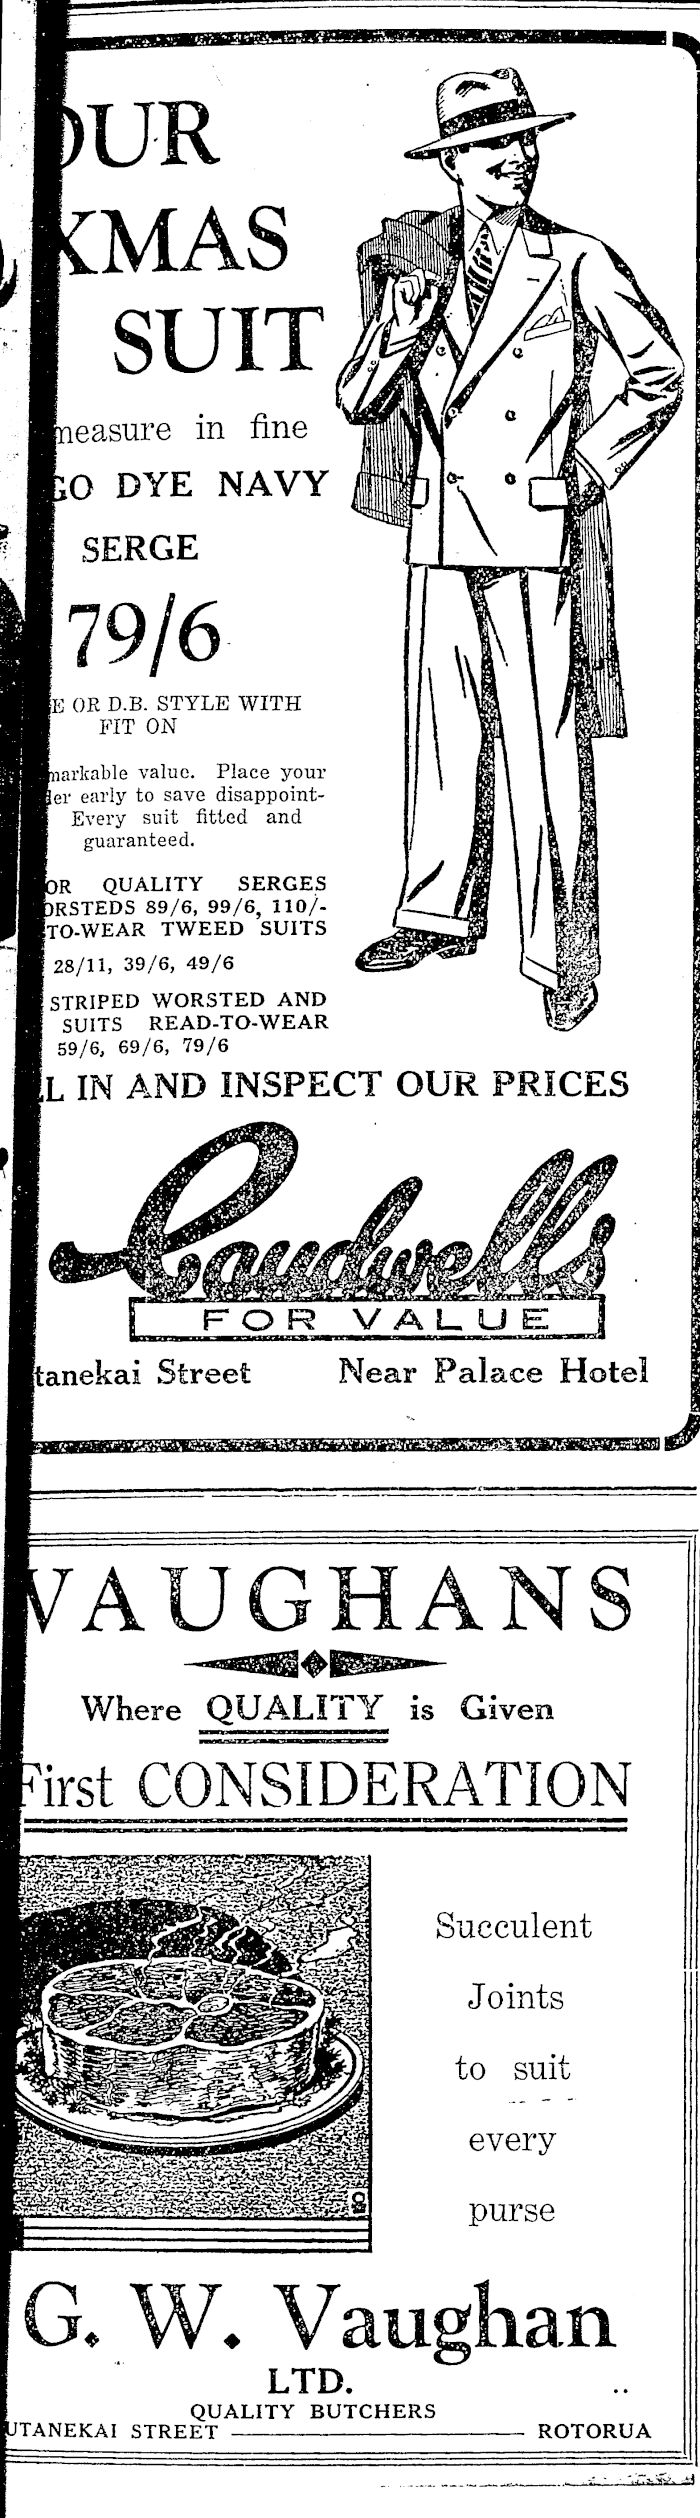 OUR
XMAS
SUIT
measure in fine
GO DYE NAVY
SERGE
79/6
E OR D.B. STYLE WITH
FIT ON
markable value. Place your
der early to save disappoint-
Every suit fitted and
guaranteed.
OR QUALITY SERGES
ORSTEDS 89/6, 99/6, 110/-
TO-WEAR TWEED SUITS
28/11, 39/6, 49/6
STRIPED WORSTED AND
SUITS READ-TO-WEAR
59/6, 69/6, 79/6
LL IN AND INSPECT OUR PRICES
Caudwells
FOR VALUE
tanekai Street Near Palace Hotel
VAUGHANS
Where QUALITY is Given
First CONSIDERATION
Succulent
Joints
to suit
every
purse
G. W. Vaughan
LTD.
QUALITY BUTCHERS
UTANEKAI STREET ROTORUA